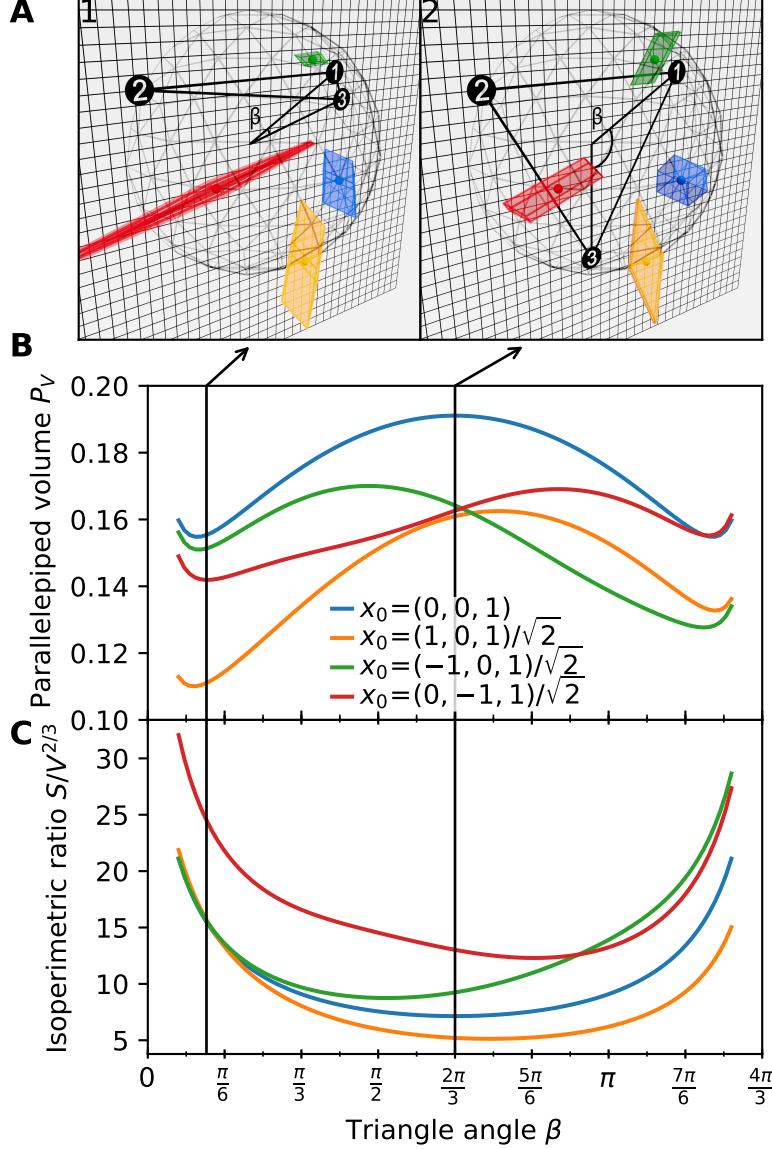 A
1
2
2
1
3
β
2
1
3
β
B
Parallelepiped volume P_V
0.20
0.18
0.16
0.14
0.12
0.10
x₀=(0, 0, 1)
x₀=(1, 0, 1)/√2
x₀=(−1, 0, 1)/√2
x₀=(0, −1, 1)/√2
C
Isoperimetric ratio S/V^{2/3}
30
25
20
15
10
5
0 π/6 π/3 π/2 2π/3 5π/6 π 7π/6 4π/3
Triangle angle β